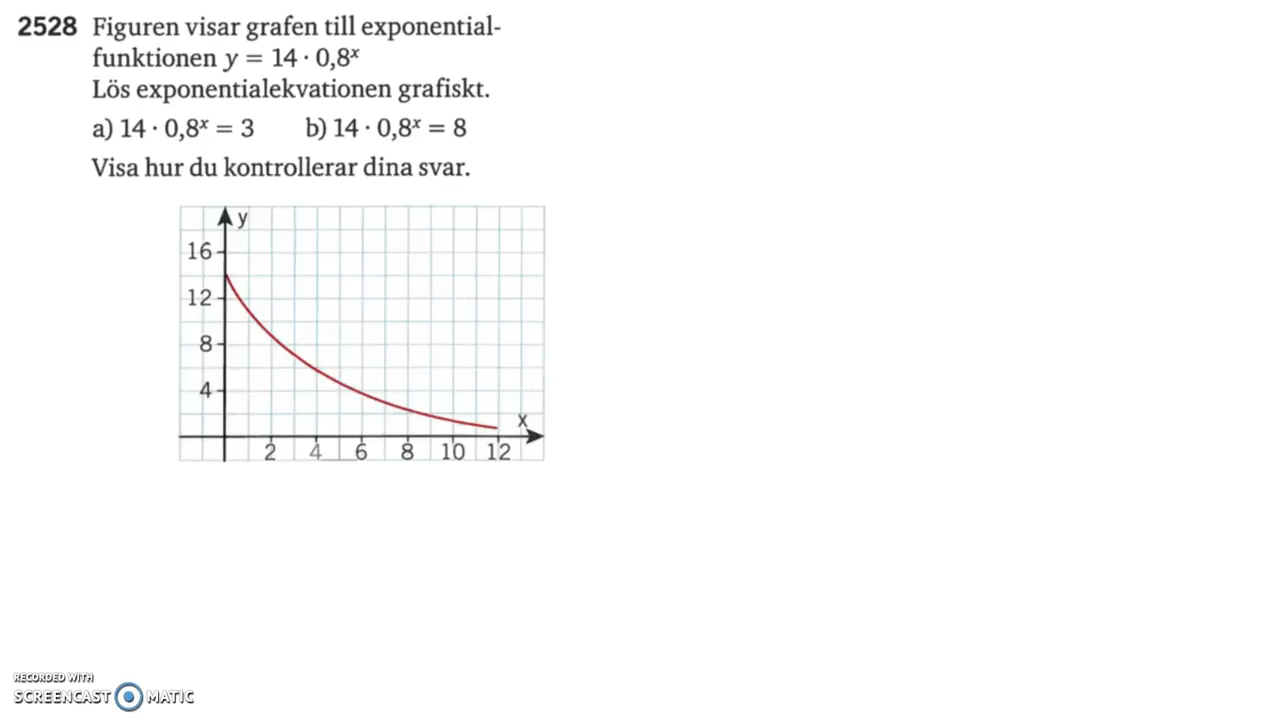 2528 Figuren visar grafen till exponential-
funktionen y = 14 · 0,8ˣ
Lös exponentialekvationen grafiskt.
a) 14 · 0,8ˣ = 3 b) 14 · 0,8ˣ = 8
Visa hur du kontrollerar dina svar.
y
16
12
8
4
x
2 4 6 8 10 12
RECORDED WITH
SCREENCAST MATIC